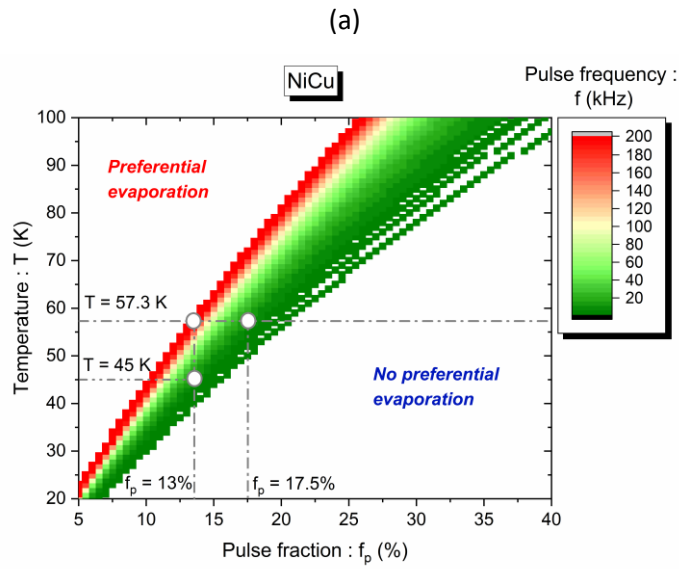 (a)
NiCu
Pulse frequency :
f (kHz)
Preferential
evaporation
T = 57.3 K
T = 45 K
No preferential
evaporation
f_p = 13%
f_p = 17.5%
Temperature : T (K)
100
90
80
70
60
50
40
30
20
5
10
15
20
25
30
35
40
Pulse fraction : f_p (%)
200
180
160
140
120
100
80
60
40
20